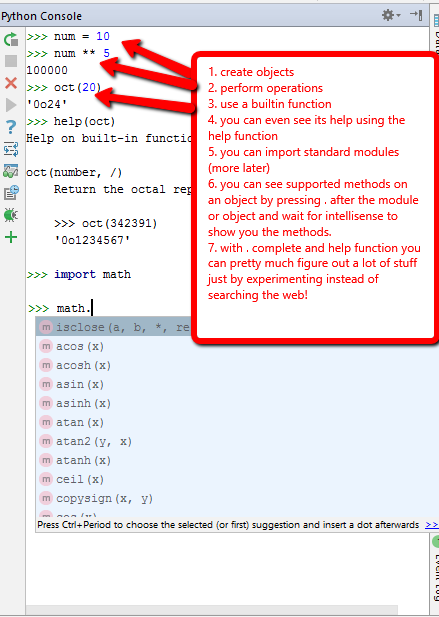 Python Console
>>> num = 10
>>> num ** 5
100000
>>> oct(20)
'0o24'
>>> help(oct)
Help on built-in functio
oct(number, /)
Return the octal rep
>>> oct(342391)
'0o1234567'
>>> import math
>>> math.
m isclose(a, b, *, re
m acos(x)
m acosh(x)
m asin(x)
m asinh(x)
m atan(x)
m atan2(y, x)
m atanh(x)
m ceil(x)
m copysign(x, y)
m cos(x)
Press Ctrl+Period to choose the selected (or first) suggestion and insert a dot afterwards >>
1. create objects
2. perform operations
3. use a builtin function
4. you can even see its help using the
help function
5. you can import standard modules
(more later)
6. you can see supported methods on
an object by pressing . after the module
or object and wait for intellisense to
show you the methods.
7. with . complete and help function you
can pretty much figure out a lot of stuff
just by experimenting instead of
searching the web!
Event Log